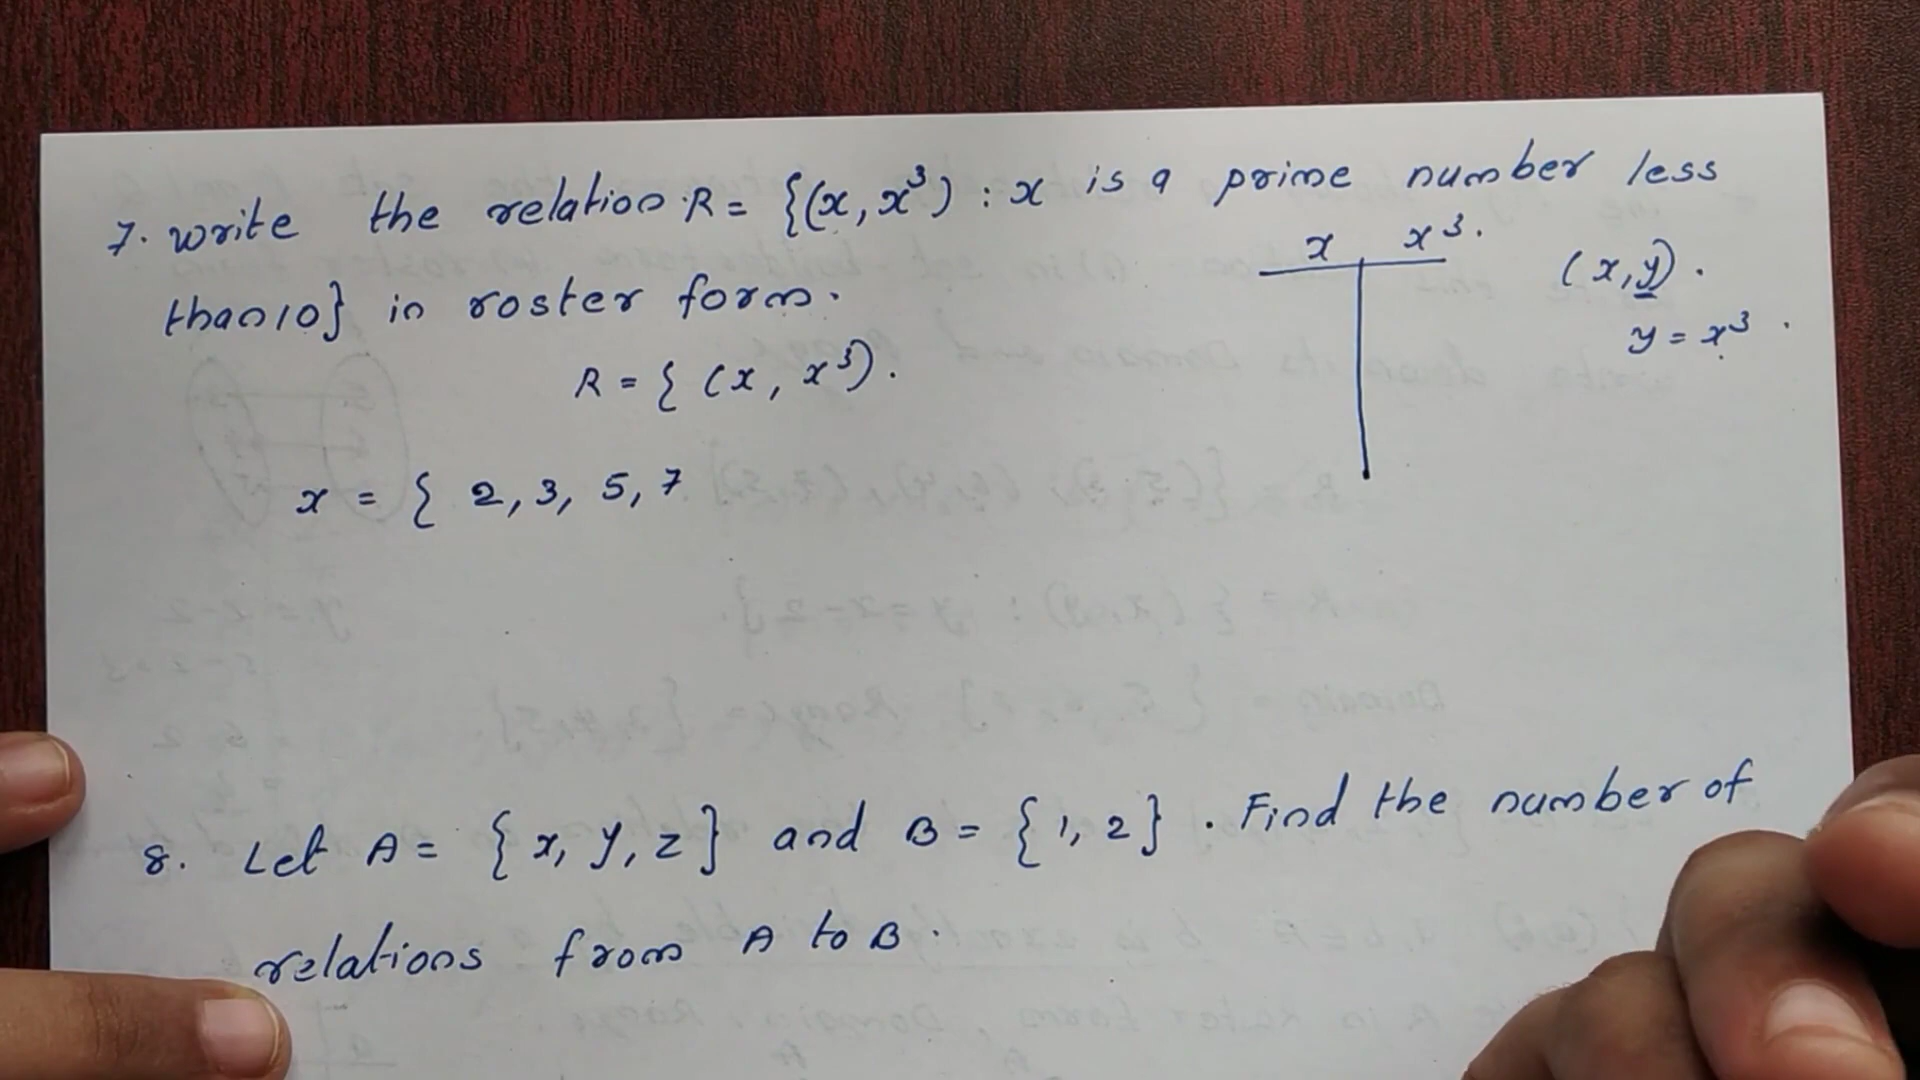 7. write the relation R = {(x, x³) : x is a prime number less
than 10} in roster form.
x x³.
(x, y).
y = x³.
R = { (x, x³).
x = { 2, 3, 5, 7
8. Let A = {x, y, z} and B = {1, 2}. Find the number of
relations from A to B.